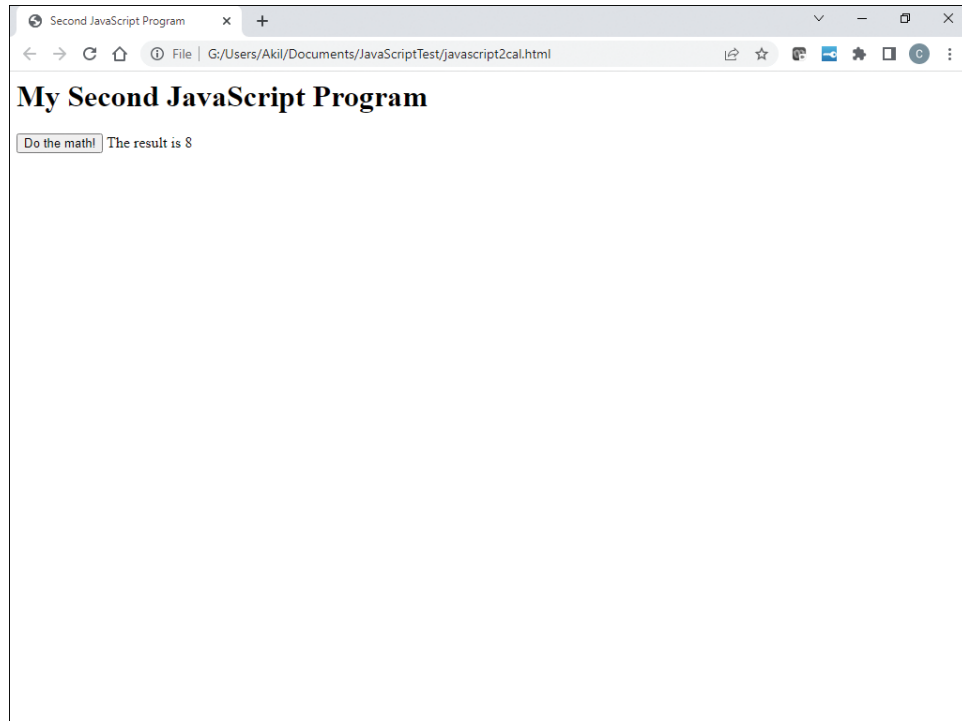 Second JavaScript Program
File G:/Users/Akil/Documents/JavaScriptTest/javascript2cal.html
C
My Second JavaScript Program
Do the math! The result is 8